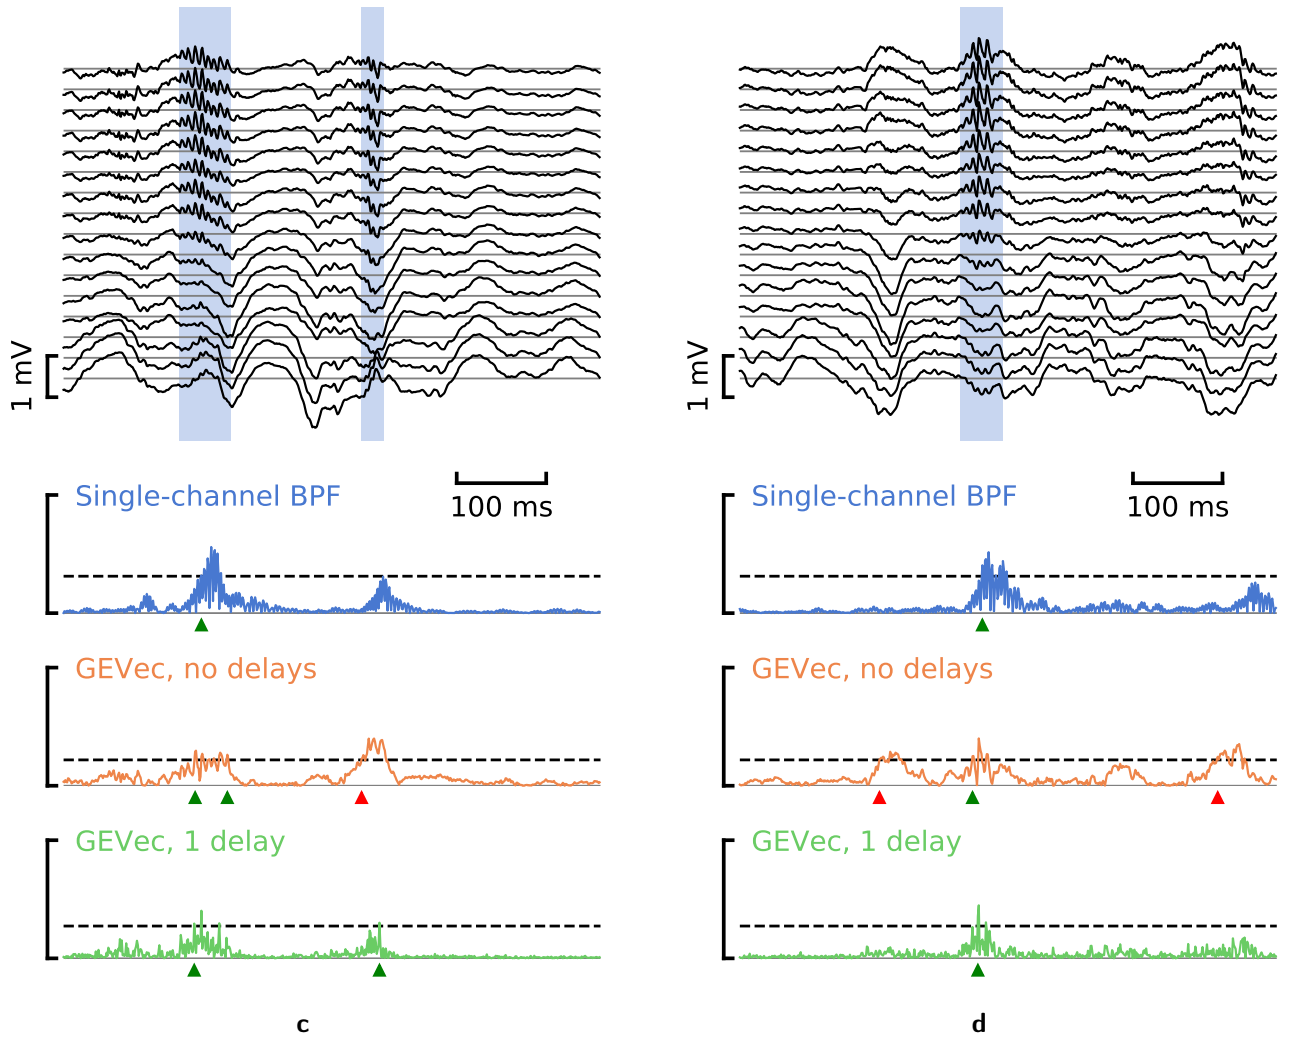 1 mV
1 mV
100 ms
100 ms
Single-channel BPF
Single-channel BPF
GEVec, no delays
GEVec, no delays
GEVec, 1 delay
GEVec, 1 delay
c
d